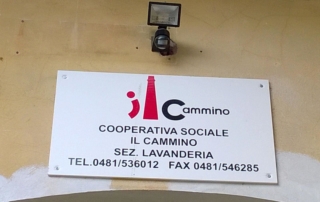 il Cammino
COOPERATIVA SOCIALE
IL CAMMINO
SEZ. LAVANDERIA
TEL.0481/536012 FAX 0481/546285